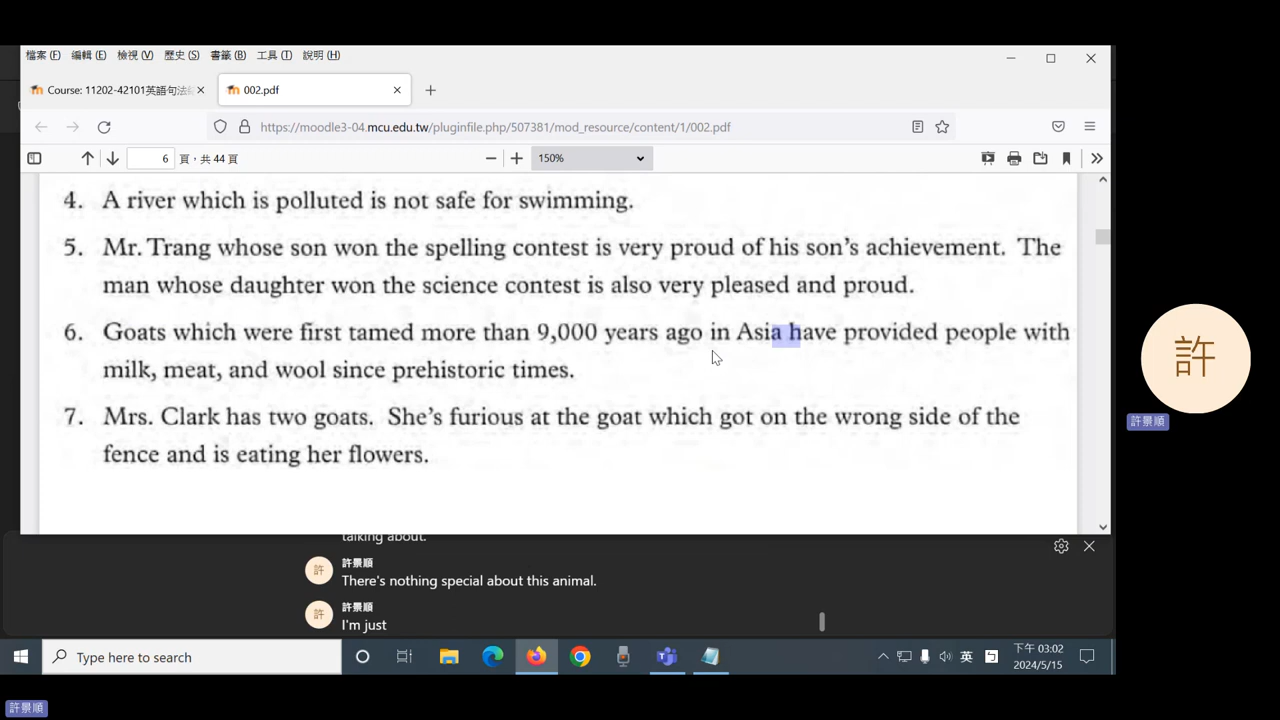 檔案 (F) 編輯 (E) 檢視 (V) 歷史 (S) 書籤 (B) 工具 (T) 說明 (H)
Course: 11202-42101英語句法
002.pdf
https://moodle3-04.mcu.edu.tw/pluginfile.php/507381/mod_resource/content/1/002.pdf
6 頁，共 44 頁
150%
4. A river which is polluted is not safe for swimming.
5. Mr. Trang whose son won the spelling contest is very proud of his son's achievement. The
man whose daughter won the science contest is also very pleased and proud.
6. Goats which were first tamed more than 9,000 years ago in Asia have provided people with
milk, meat, and wool since prehistoric times.
7. Mrs. Clark has two goats. She's furious at the goat which got on the wrong side of the
fence and is eating her flowers.
許
許景順
talking about.
許 許景順
There's nothing special about this animal.
許 許景順
I'm just
Type here to search
英
下午 03:02
2024/5/15
許景順